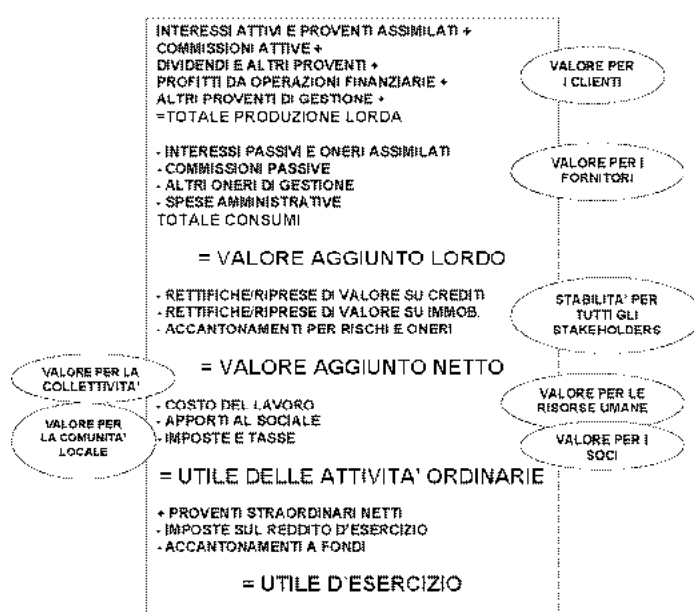 INTERESSI ATTIVI E PROVENTI ASSIMILATI +
COMMISSIONI ATTIVE +
DIVIDENDI E ALTRI PROVENTI +
PROFITTI DA OPERAZIONI FINANZIARIE +
ALTRI PROVENTI DI GESTIONE +
=TOTALE PRODUZIONE LORDA
VALORE PER
I CLIENTI
- INTERESSI PASSIVI E ONERI ASSIMILATI
- COMMISSIONI PASSIVE
- ALTRI ONERI DI GESTIONE
- SPESE AMMINISTRATIVE
TOTALE CONSUMI
VALORE PER I
FORNITORI
= VALORE AGGIUNTO LORDO
- RETTIFICHE/RIPRESE DI VALORE SU CREDITI
- RETTIFICHE/RIPRESE DI VALORE SU IMMOB.
- ACCANTONAMENTI PER RISCHI E ONERI
STABILITA' PER
TUTTI GLI
STAKEHOLDERS
= VALORE AGGIUNTO NETTO
VALORE PER LA
COLLETTIVITA'
VALORE PER
LA COMUNITA'
LOCALE
- COSTO DEL LAVORO
- APPORTI AL SOCIALE
- IMPOSTE E TASSE
VALORE PER LE
RISORSE UMANE
VALORE PER I
SOCI
= UTILE DELLE ATTIVITA' ORDINARIE
+ PROVENTI STRAORDINARI NETTI
- IMPOSTE SUL REDDITO D'ESERCIZIO
- ACCANTONAMENTI A FONDI
= UTILE D'ESERCIZIO